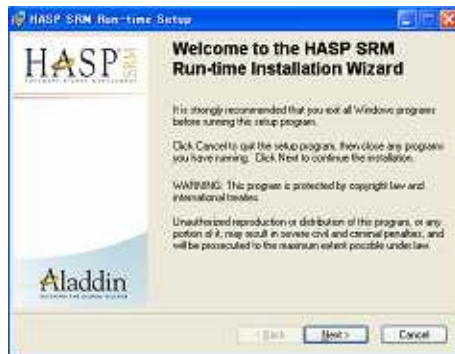 HASP SRM Run-time Setup
HASP SRM
Welcome to the HASP SRM
Run-time Installation Wizard
It is strongly recommended that you exit all Windows programs
before running this setup program.
Click Cancel to quit the setup program, then close any programs
you have running. Click Next to continue the installation.
WARNING: This program is protected by copyright law and
international treaties.
Unauthorized reproduction or distribution of this program, or any
portion of it, may result in severe civil and criminal penalties, and
will be prosecuted to the maximum extent possible under law.
Aladdin
< Back Next > Cancel